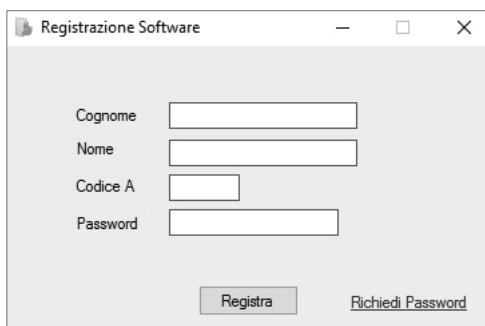 Registrazione Software
Cognome
Nome
Codice A
Password
Registra
Richiedi Password